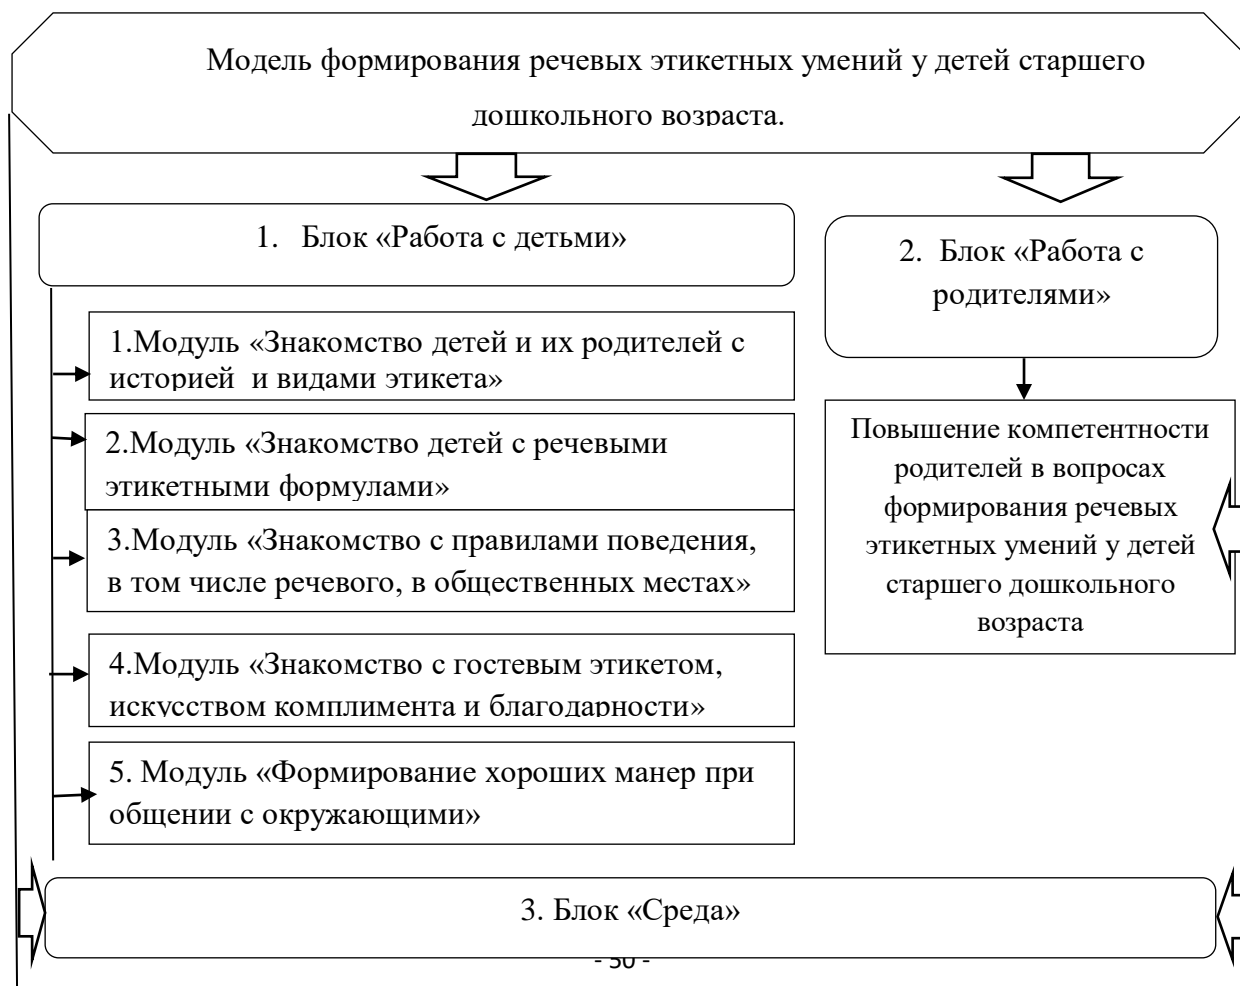 Модель формирования речевых этикетных умений у детей старшего
дошкольного возраста.
1. Блок «Работа с детьми»
1.Модуль «Знакомство детей и их родителей с
историей и видами этикета»
2.Модуль «Знакомство детей с речевыми
этикетными формулами»
3.Модуль «Знакомство с правилами поведения,
в том числе речевого, в общественных местах»
4.Модуль «Знакомство с гостевым этикетом,
искусством комплимента и благодарности»
5. Модуль «Формирование хороших манер при
общении с окружающими»
2. Блок «Работа с
родителями»
Повышение компетентности
родителей в вопросах
формирования речевых
этикетных умений у детей
старшего дошкольного
возраста
3. Блок «Среда»
- 50 -